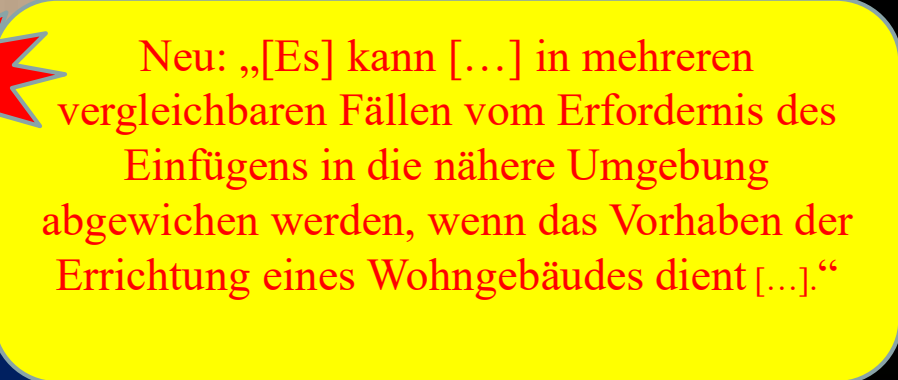 Neu: „[Es] kann […] in mehreren
vergleichbaren Fällen vom Erfordernis des
Einfügens in die nähere Umgebung
abgewichen werden, wenn das Vorhaben der
Errichtung eines Wohngebäudes dient […].“